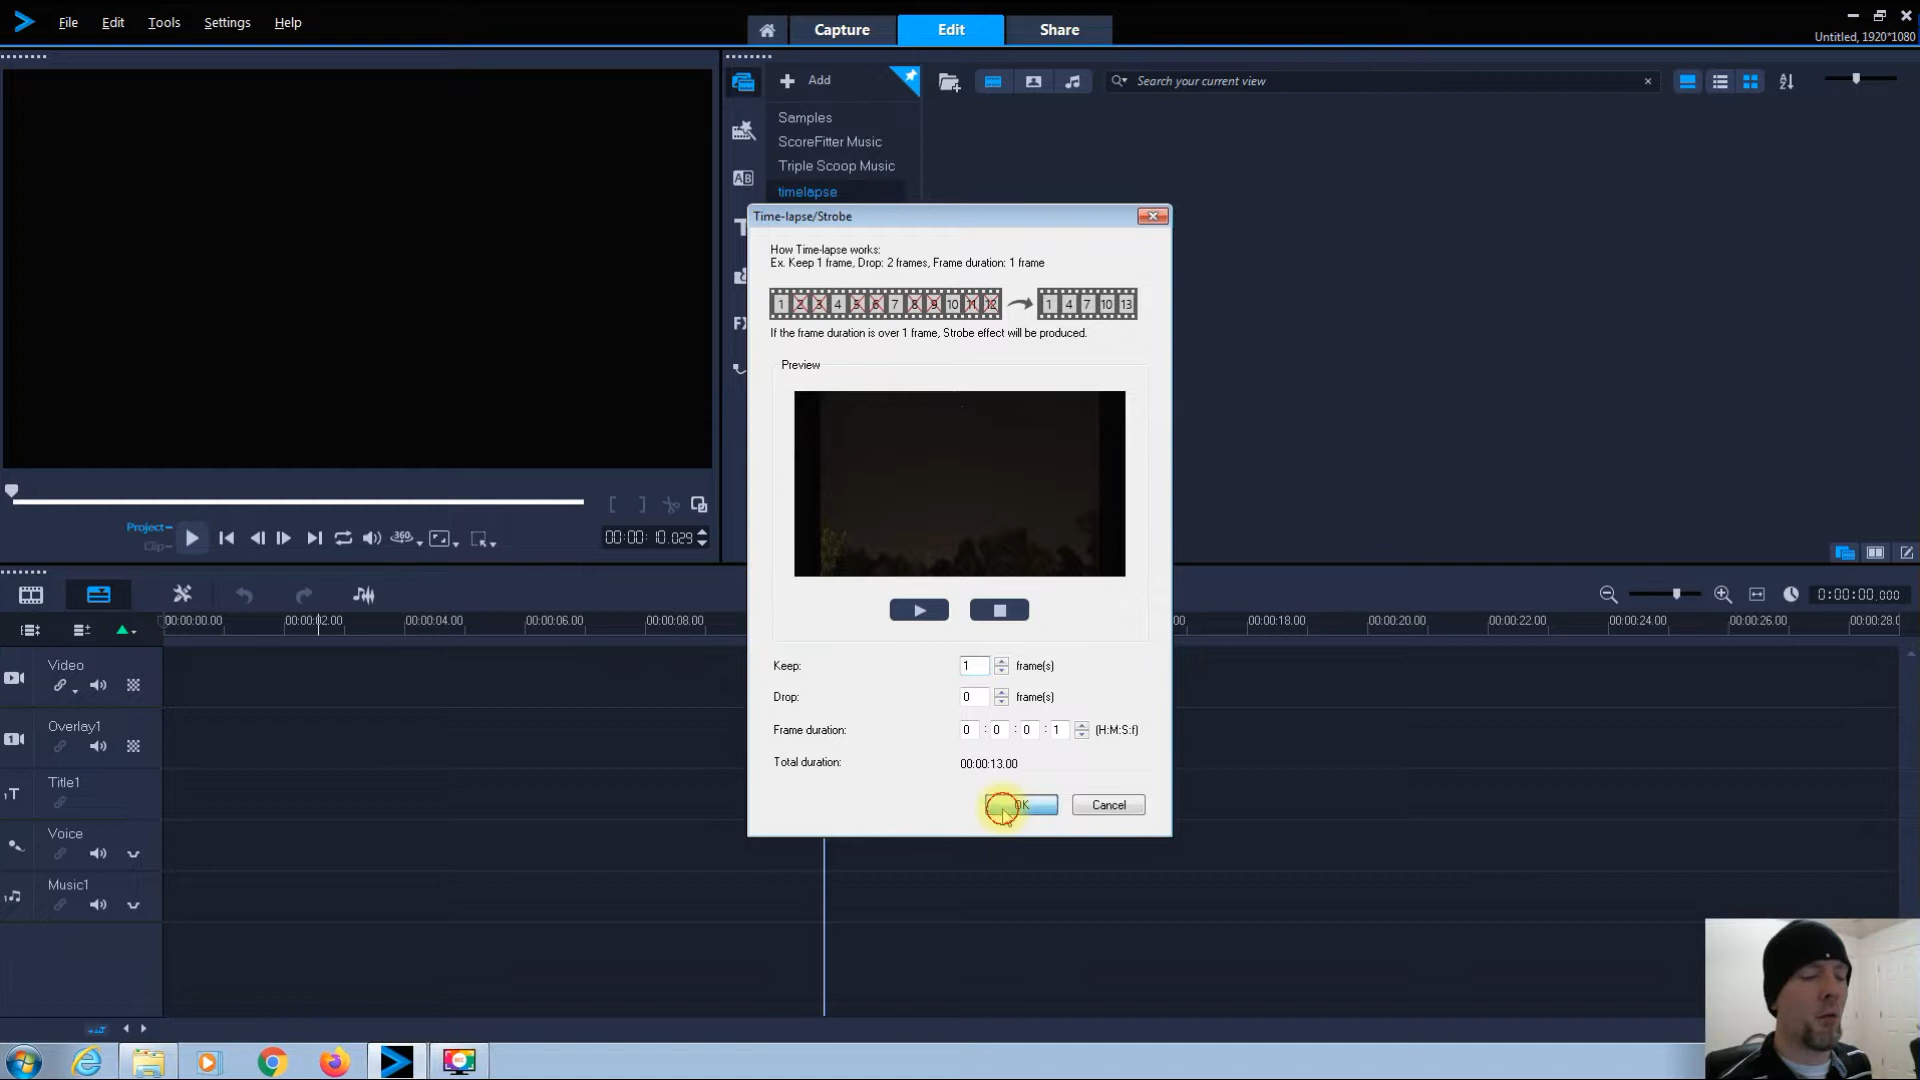 File Edit Tools Settings Help
Capture Edit Share
Untitled, 1920*1080
Add
Search your current view
Samples
ScoreFitter Music
Triple Scoop Music
timelapse
Time-lapse/Strobe
How Time-lapse works:
Ex. Keep 1 frame, Drop: 2 frames, Frame duration: 1 frame
1 2 3 4 5 6 7 8 9 10 11 12 1 4 7 10 13
If the frame duration is over 1 frame, Strobe effect will be produced.
Preview
Project
Clip
360
00:00:10.029
Keep: 1 frame(s)
Drop: 0 frame(s)
Frame duration: 0 : 0 : 0 : 1 (H:M:S:f)
Total duration: 00:00:13.00
OK Cancel
0:00:00.000
00:00:00.00 00:00:02.00 00:00:04.00 00:00:06.00 00:00:08.00 00:00:18.00 00:00:20.00 00:00:22.00 00:00:24.00 00:00:26.00
Video
Overlay1
Title1
Voice
Music1